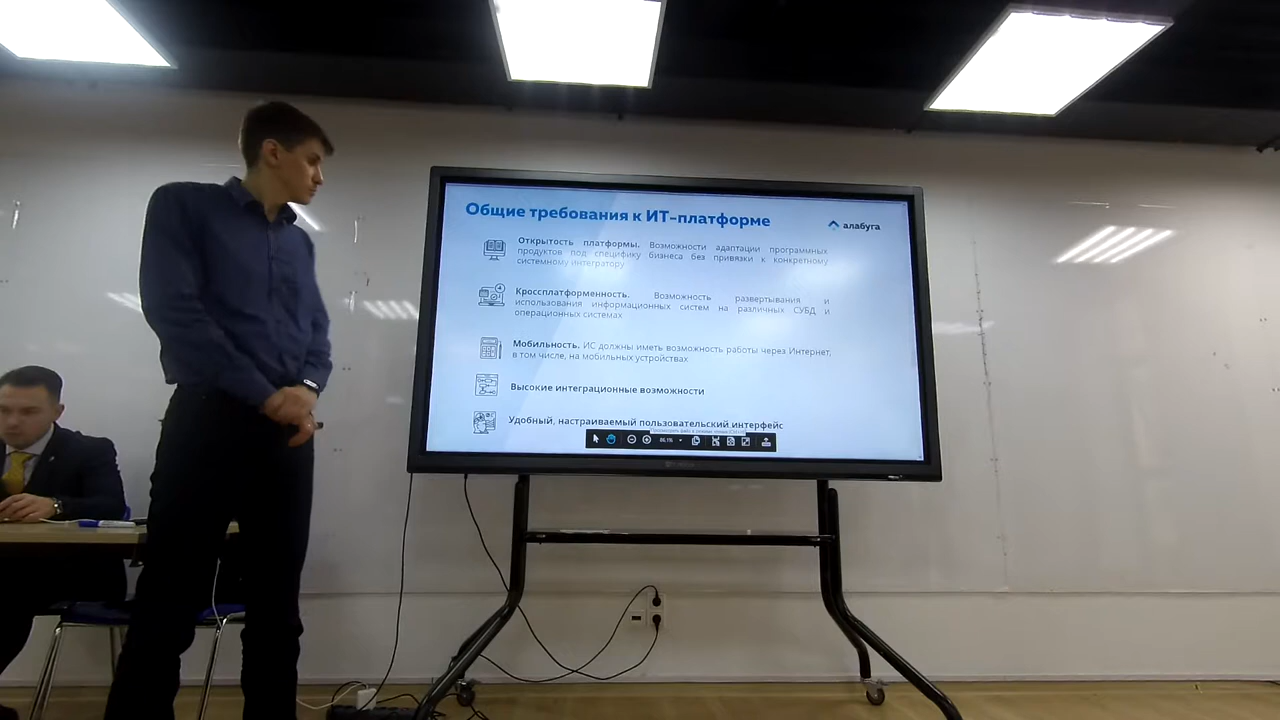 Общие требования к ИТ-платформе
алабуга
Открытость платформы. Возможности адаптации программных
продуктов под специфику бизнеса без привязки к конкретному
системному интегратору
Кроссплатформенность. Возможность развертывания и
использования информационных систем на различных СУБД и
операционных системах
Мобильность. ИС должны иметь возможность работы через Интернет,
в том числе, на мобильных устройствах
Высокие интеграционные возможности
Удобный, настраиваемый пользовательский интерфейс
86,1%